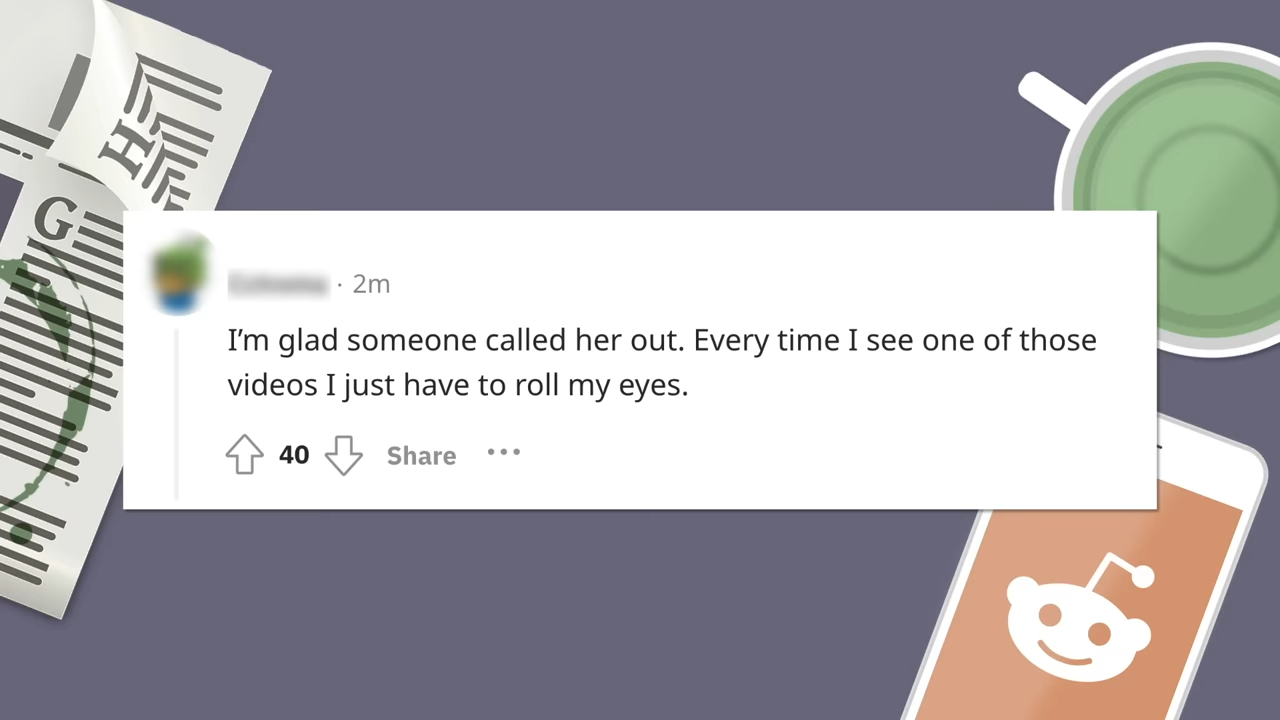 H
G
· 2m
I’m glad someone called her out. Every time I see one of those
videos I just have to roll my eyes.
40 Share •••